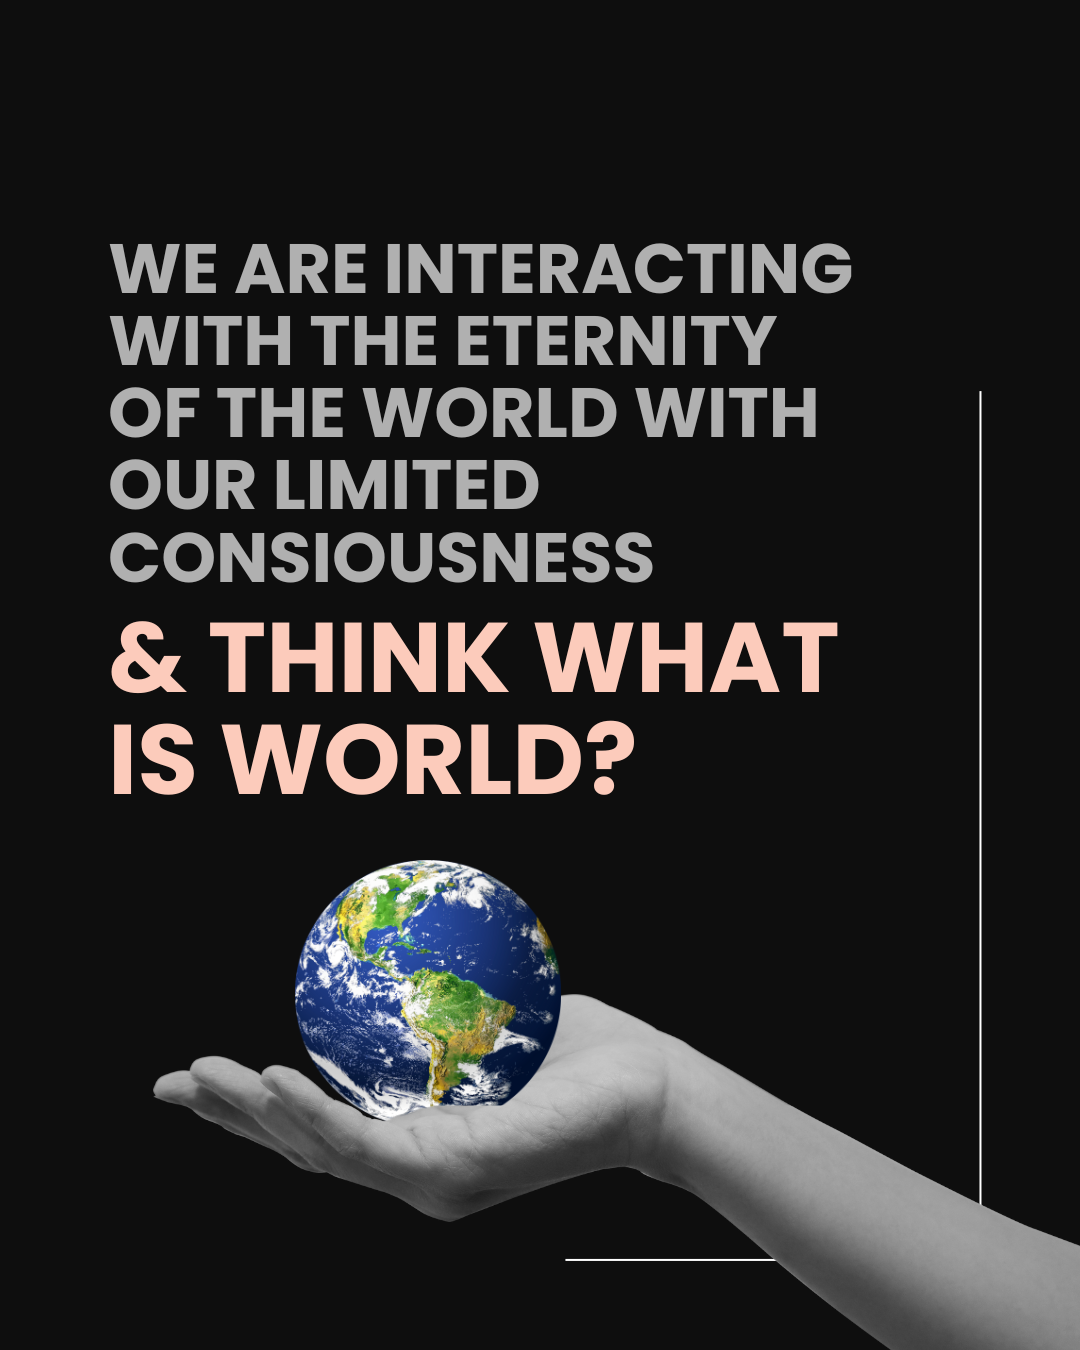 WE ARE INTERACTING
WITH THE ETERNITY
OF THE WORLD WITH
OUR LIMITED
CONSIOUSNESS
& THINK WHAT
IS WORLD?